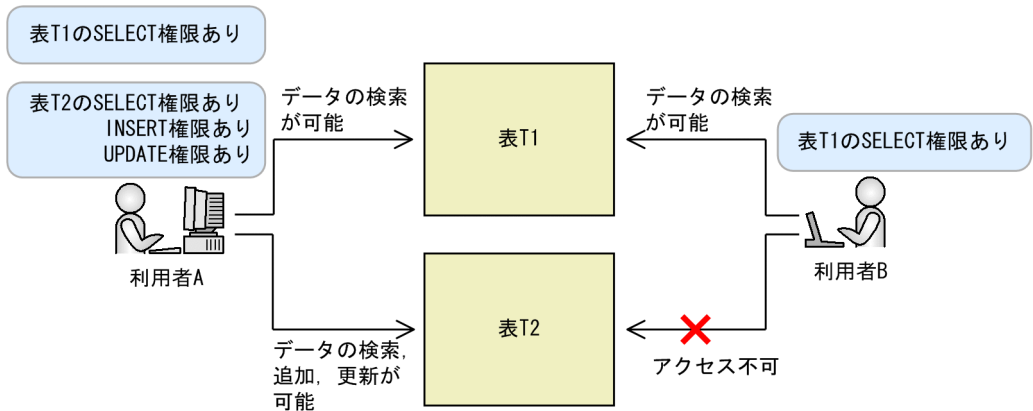 表T1のSELECT権限あり
表T2のSELECT権限あり
INSERT権限あり
UPDATE権限あり
利用者A
データの検索
が可能
データの検索,
追加, 更新が
可能
表T1
表T2
データの検索
が可能
表T1のSELECT権限あり
利用者B
アクセス不可